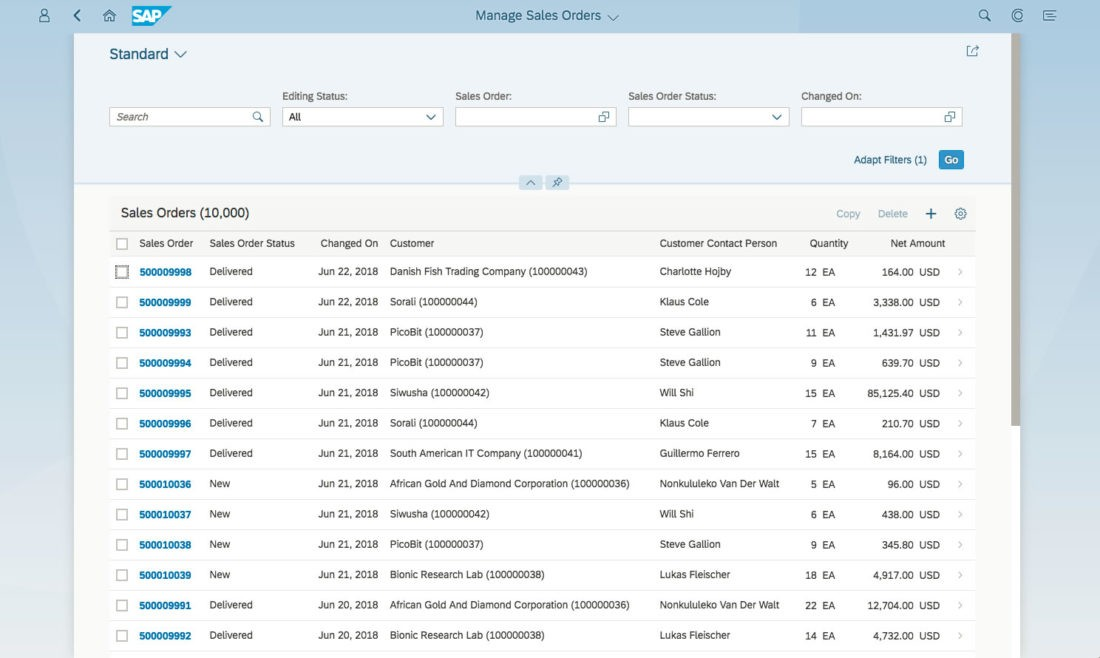 SAP Manage Sales Orders
Standard
Editing Status: Sales Order: Sales Order Status: Changed On:
Search All
Adapt Filters (1) Go
Sales Orders (10,000) Copy Delete
Sales Order Sales Order Status Changed On Customer Customer Contact Person Quantity Net Amount
500009998 Delivered Jun 22, 2018 Danish Fish Trading Company (100000043) Charlotte Hojby 12 EA 164.00 USD
500009999 Delivered Jun 22, 2018 Sorali (100000044) Klaus Cole 6 EA 3,338.00 USD
500009993 Delivered Jun 21, 2018 PicoBit (100000037) Steve Gallion 11 EA 1,431.97 USD
500009994 Delivered Jun 21, 2018 PicoBit (100000037) Steve Gallion 9 EA 639.70 USD
500009995 Delivered Jun 21, 2018 Siwusha (100000042) Will Shi 15 EA 85,125.40 USD
500009996 Delivered Jun 21, 2018 Sorali (100000044) Klaus Cole 7 EA 210.70 USD
500009997 Delivered Jun 21, 2018 South American IT Company (100000041) Guillermo Ferrero 15 EA 8,164.00 USD
500010036 New Jun 21, 2018 African Gold And Diamond Corporation (100000036) Nonkululeko Van Der Walt 5 EA 96.00 USD
500010037 New Jun 21, 2018 Siwusha (100000042) Will Shi 6 EA 438.00 USD
500010038 New Jun 21, 2018 PicoBit (100000037) Steve Gallion 9 EA 345.80 USD
500010039 New Jun 21, 2018 Bionic Research Lab (100000038) Lukas Fleischer 18 EA 4,917.00 USD
500009991 Delivered Jun 20, 2018 African Gold And Diamond Corporation (100000036) Nonkululeko Van Der Walt 22 EA 12,704.00 USD
500009992 Delivered Jun 20, 2018 Bionic Research Lab (100000038) Lukas Fleischer 14 EA 4,732.00 USD